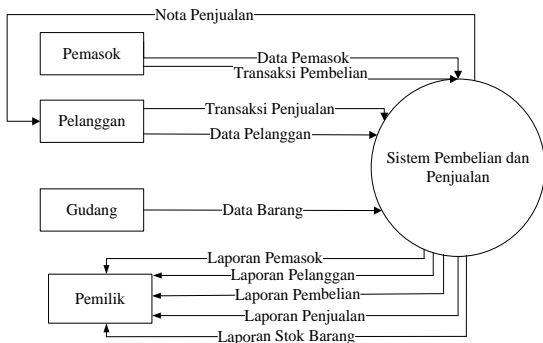 Nota Penjualan
Pemasok
Data Pemasok
Transaksi Pembelian
Pelanggan
Transaksi Penjualan
Data Pelanggan
Sistem Pembelian dan
Penjualan
Gudang
Data Barang
Laporan Pemasok
Laporan Pelanggan
Pemilik
Laporan Pembelian
Laporan Penjualan
Laporan Stok Barang